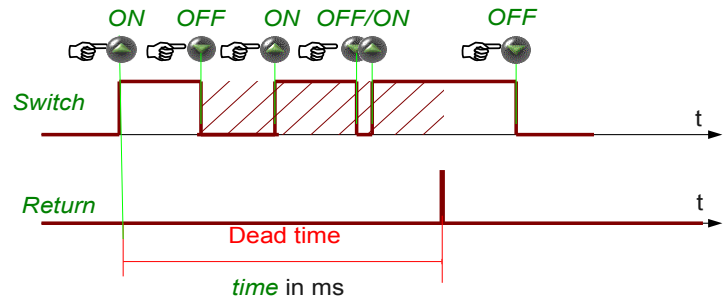 ON OFF ON OFF/ON OFF
Switch
t
Return
t
Dead time
time in ms